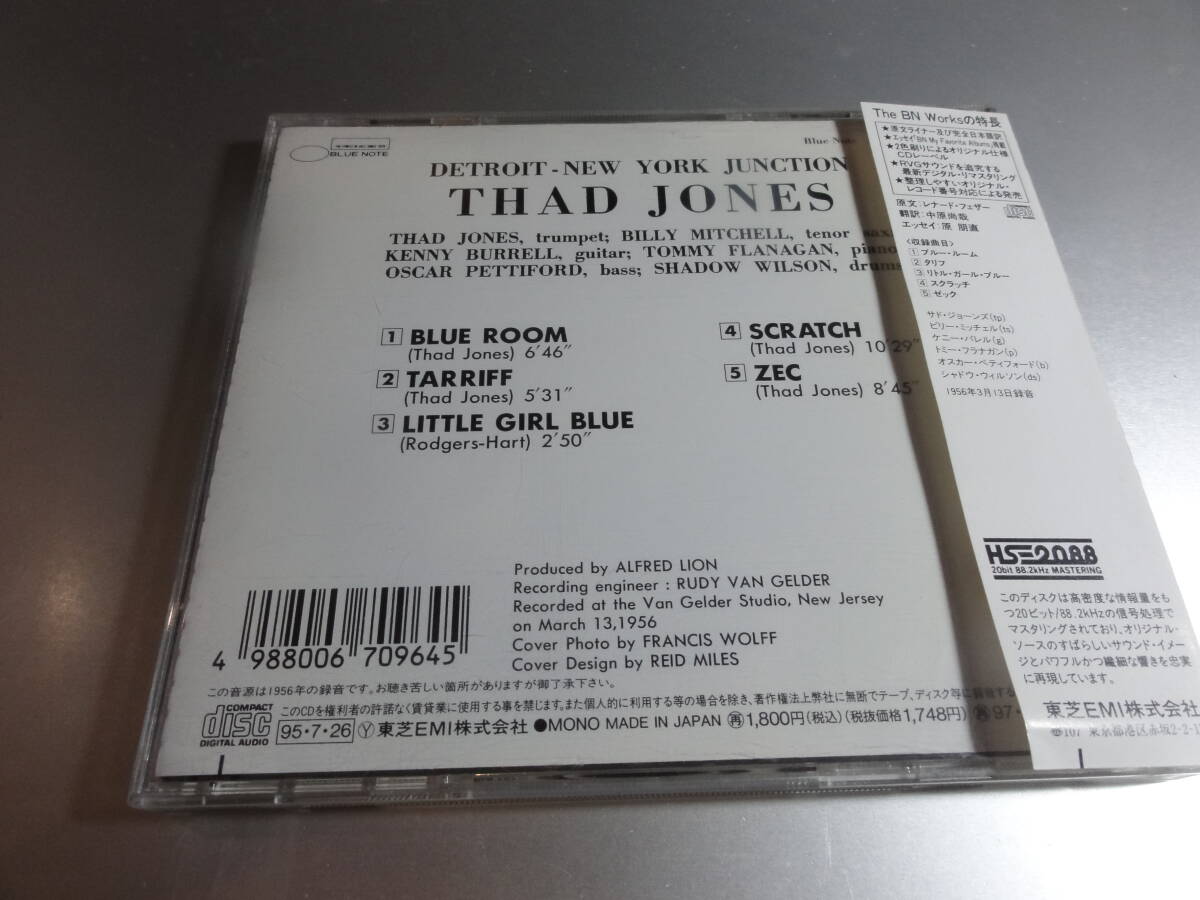 BLUE NOTE
Blue Note
DETROIT-NEW YORK JUNCTION
THAD JONES
THAD JONES, trumpet; BILLY MITCHELL, tenor sax
KENNY BURRELL, guitar; TOMMY FLANAGAN, piano
OSCAR PETTIFORD, bass; SHADOW WILSON, drums
1 BLUE ROOM
(Thad Jones) 6′46″
2 TARRIFF
(Thad Jones) 5′31″
3 LITTLE GIRL BLUE
(Rodgers-Hart) 2′50″
4 SCRATCH
(Thad Jones) 10′29″
5 ZEC
(Thad Jones) 8′45″
Produced by ALFRED LION
Recording engineer : RUDY VAN GELDER
Recorded at the Van Gelder Studio, New Jersey
on March 13,1956
Cover Photo by FRANCIS WOLFF
Cover Design by REID MILES
4 988006 709645
この音源は1956年の録音です。お聴き苦しい箇所がありますが御了承下さい。
このCDを権利者の許諾なく賃貸業に使用する事を禁じます。また個人的に利用する等の場合を除き、著作権法上弊社に無断でテープ、ディスク等に録音する
COMPACT disc DIGITAL AUDIO
95・7・26 Ⓨ 東芝EMI株式会社 ●MONO MADE IN JAPAN 再 1,800円(税込)(税抜価格1,748円) 97・
The BN Worksの特長
★原文ライナー及び完全日本語訳
★エッセイ「BN My Favorite Albums」掲載
★2色刷りによるオリジナル仕様
CDレーベル
★RVGサウンドを追究する
最新デジタル・リマスタリング
★整理しやすいオリジナル・
レコード番号対応による発売
原文：レナード・フェザー
翻訳：中原尚哉
エッセイ：原 朋直
〈収録曲目〉
1 ブルー・ルーム
2 タリフ
3 リトル・ガール・ブルー
4 スクラッチ
5 ゼック
サド・ジョーンズ(tp)
ビリー・ミッチェル(ts)
ケニー・バレル(g)
トミー・フラナガン(p)
オスカー・ペティフォード(b)
シャドウ・ウィルソン(ds)
1956年3月13日録音
HS-2088
20bit 88.2kHz MASTERING
このディスクは高密度な情報量をも
つ20ビット/88.2kHzの信号処理で
マスタリングされており、オリジナル・
ソースのすばらしいサウンド・イメー
ジとパワフルかつ繊細な響きを忠実
に再現しています。
東芝EMI株式会社
〒107 東京都港区赤坂2-2-1